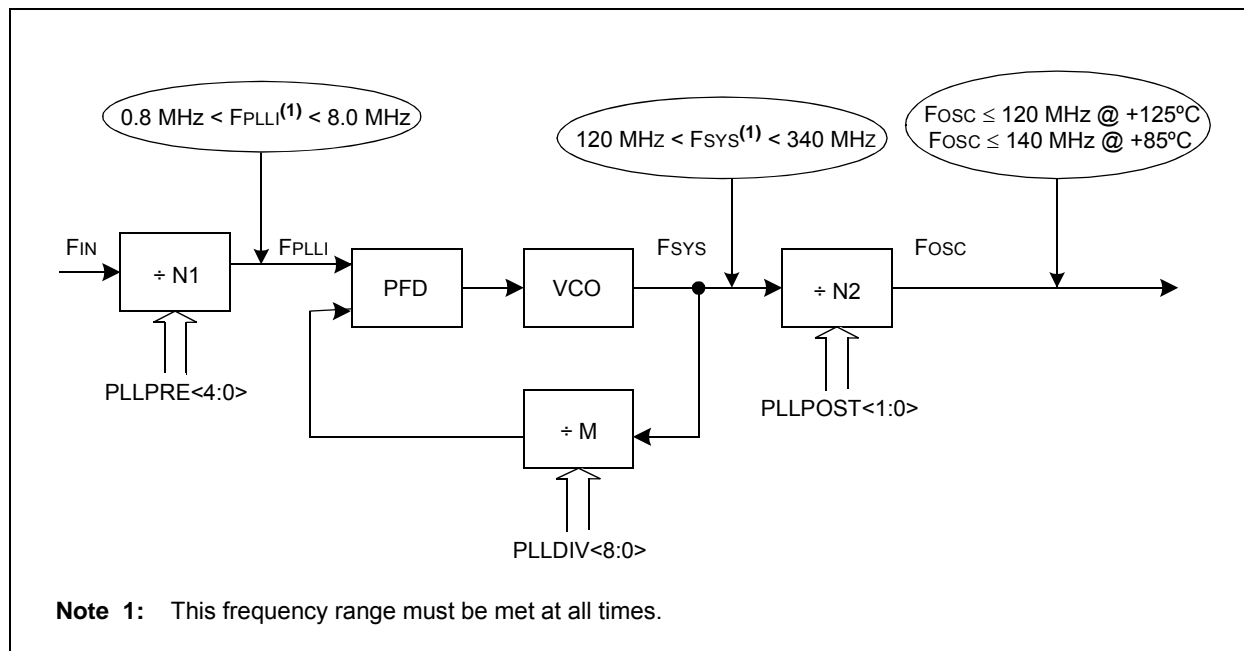 0.8 MHz < FPLLI(1) < 8.0 MHz
120 MHZ < FSYS(1) < 340 MHZ
FOSC ≤ 120 MHz @ +125ºC
FOSC ≤ 140 MHz @ +85ºC
FIN
÷ N1
FPLLI
PFD
VCO
FSYS
÷ N2
FOSC
PLLPRE<4:0>
÷ M
PLLPOST<1:0>
PLLDIV<8:0>
Note 1: This frequency range must be met at all times.